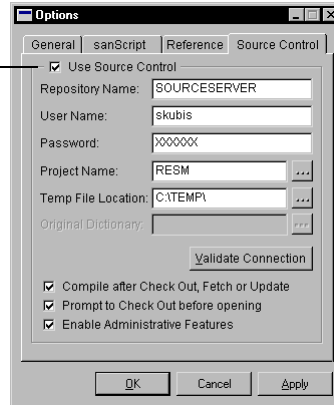 Options
General sanScript Reference Source Control
Use Source Control
Repository Name: SOURCESERVER
User Name: skubis
Password: XXXXXX
Project Name: RESM ...
Temp File Location: C:\TEMP\ ...
Original Dictionary: ...
Validate Connection
Compile after Check Out, Fetch or Update
Prompt to Check Out before opening
Enable Administrative Features
OK Cancel Apply